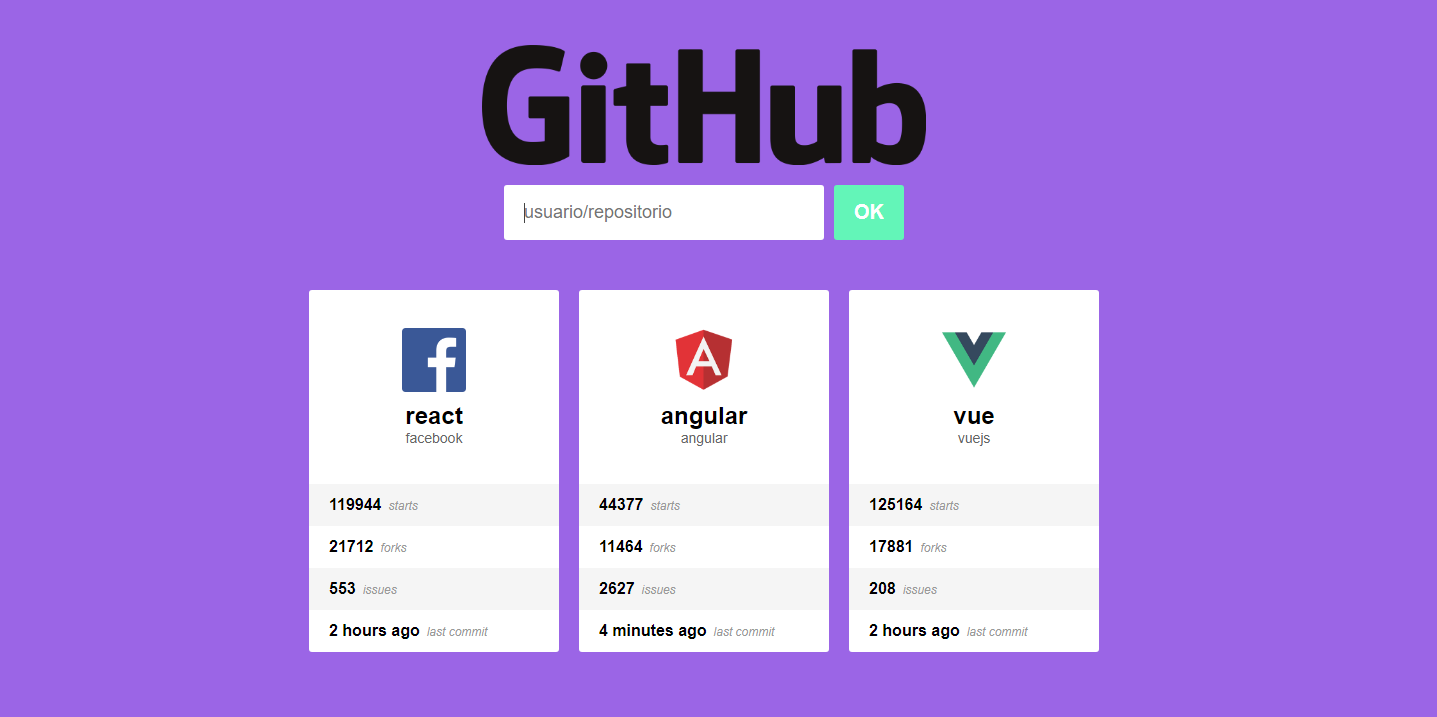 GitHub
usuario/repositorio
OK
react
facebook
119944 starts
21712 forks
553 issues
2 hours ago last commit
angular
angular
44377 starts
11464 forks
2627 issues
4 minutes ago last commit
vue
vuejs
125164 starts
17881 forks
208 issues
2 hours ago last commit